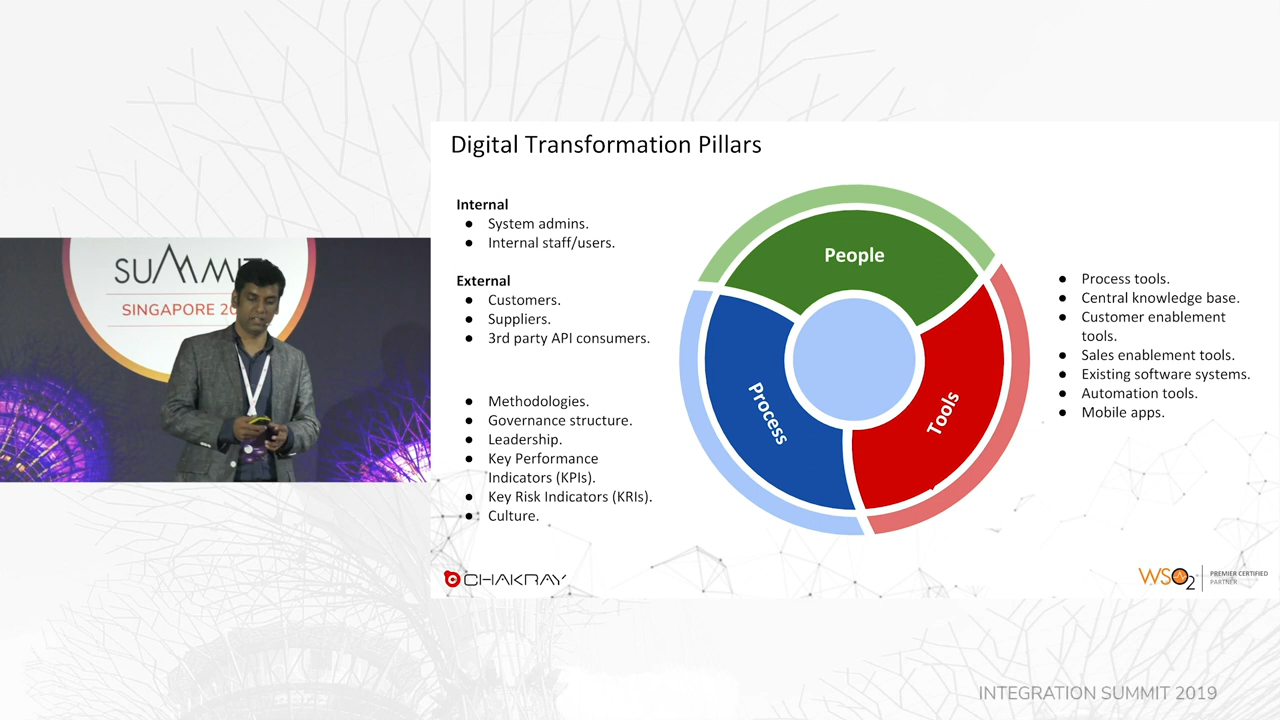 SUMMIT
SINGAPORE 20
Digital Transformation Pillars
Internal
● System admins.
● Internal staff/users.
External
● Customers.
● Suppliers.
● 3rd party API consumers.
● Methodologies.
● Governance structure.
● Leadership.
● Key Performance
Indicators (KPIs).
● Key Risk Indicators (KRIs).
● Culture.
People
Process
Tools
● Process tools.
● Central knowledge base.
● Customer enablement
tools.
● Sales enablement tools.
● Existing software systems.
● Automation tools.
● Mobile apps.
CHAKRAY
WSO2
PREMIER CERTIFIED
PARTNER
INTEGRATION SUMMIT 2019